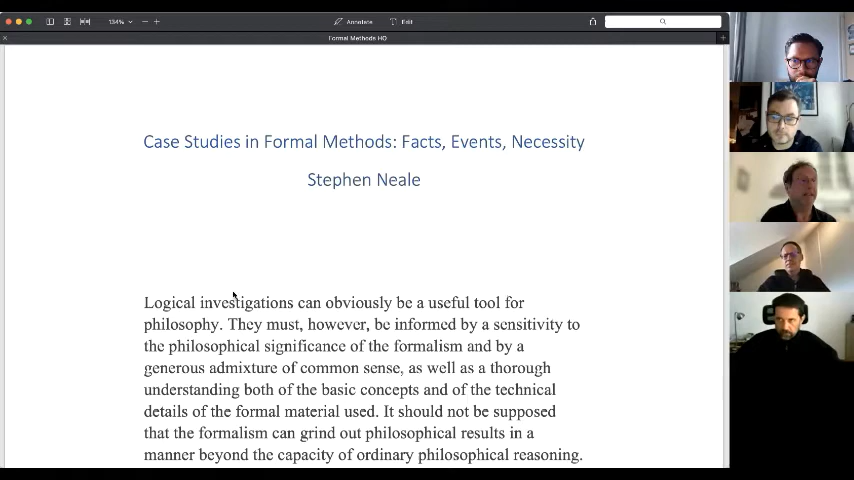 134%
Annotate
Edit
Formal Methods HO
Case Studies in Formal Methods: Facts, Events, Necessity
Stephen Neale
Logical investigations can obviously be a useful tool for
philosophy. They must, however, be informed by a sensitivity to
the philosophical significance of the formalism and by a
generous admixture of common sense, as well as a thorough
understanding both of the basic concepts and of the technical
details of the formal material used. It should not be supposed
that the formalism can grind out philosophical results in a
manner beyond the capacity of ordinary philosophical reasoning.